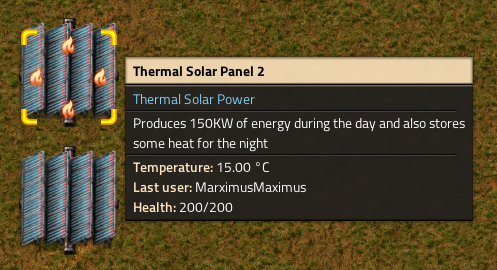 Thermal Solar Panel 2
Thermal Solar Power
Produces 150KW of energy during the day and also stores
some heat for the night
Temperature: 15.00 °C
Last user: MarximusMaximus
Health: 200/200